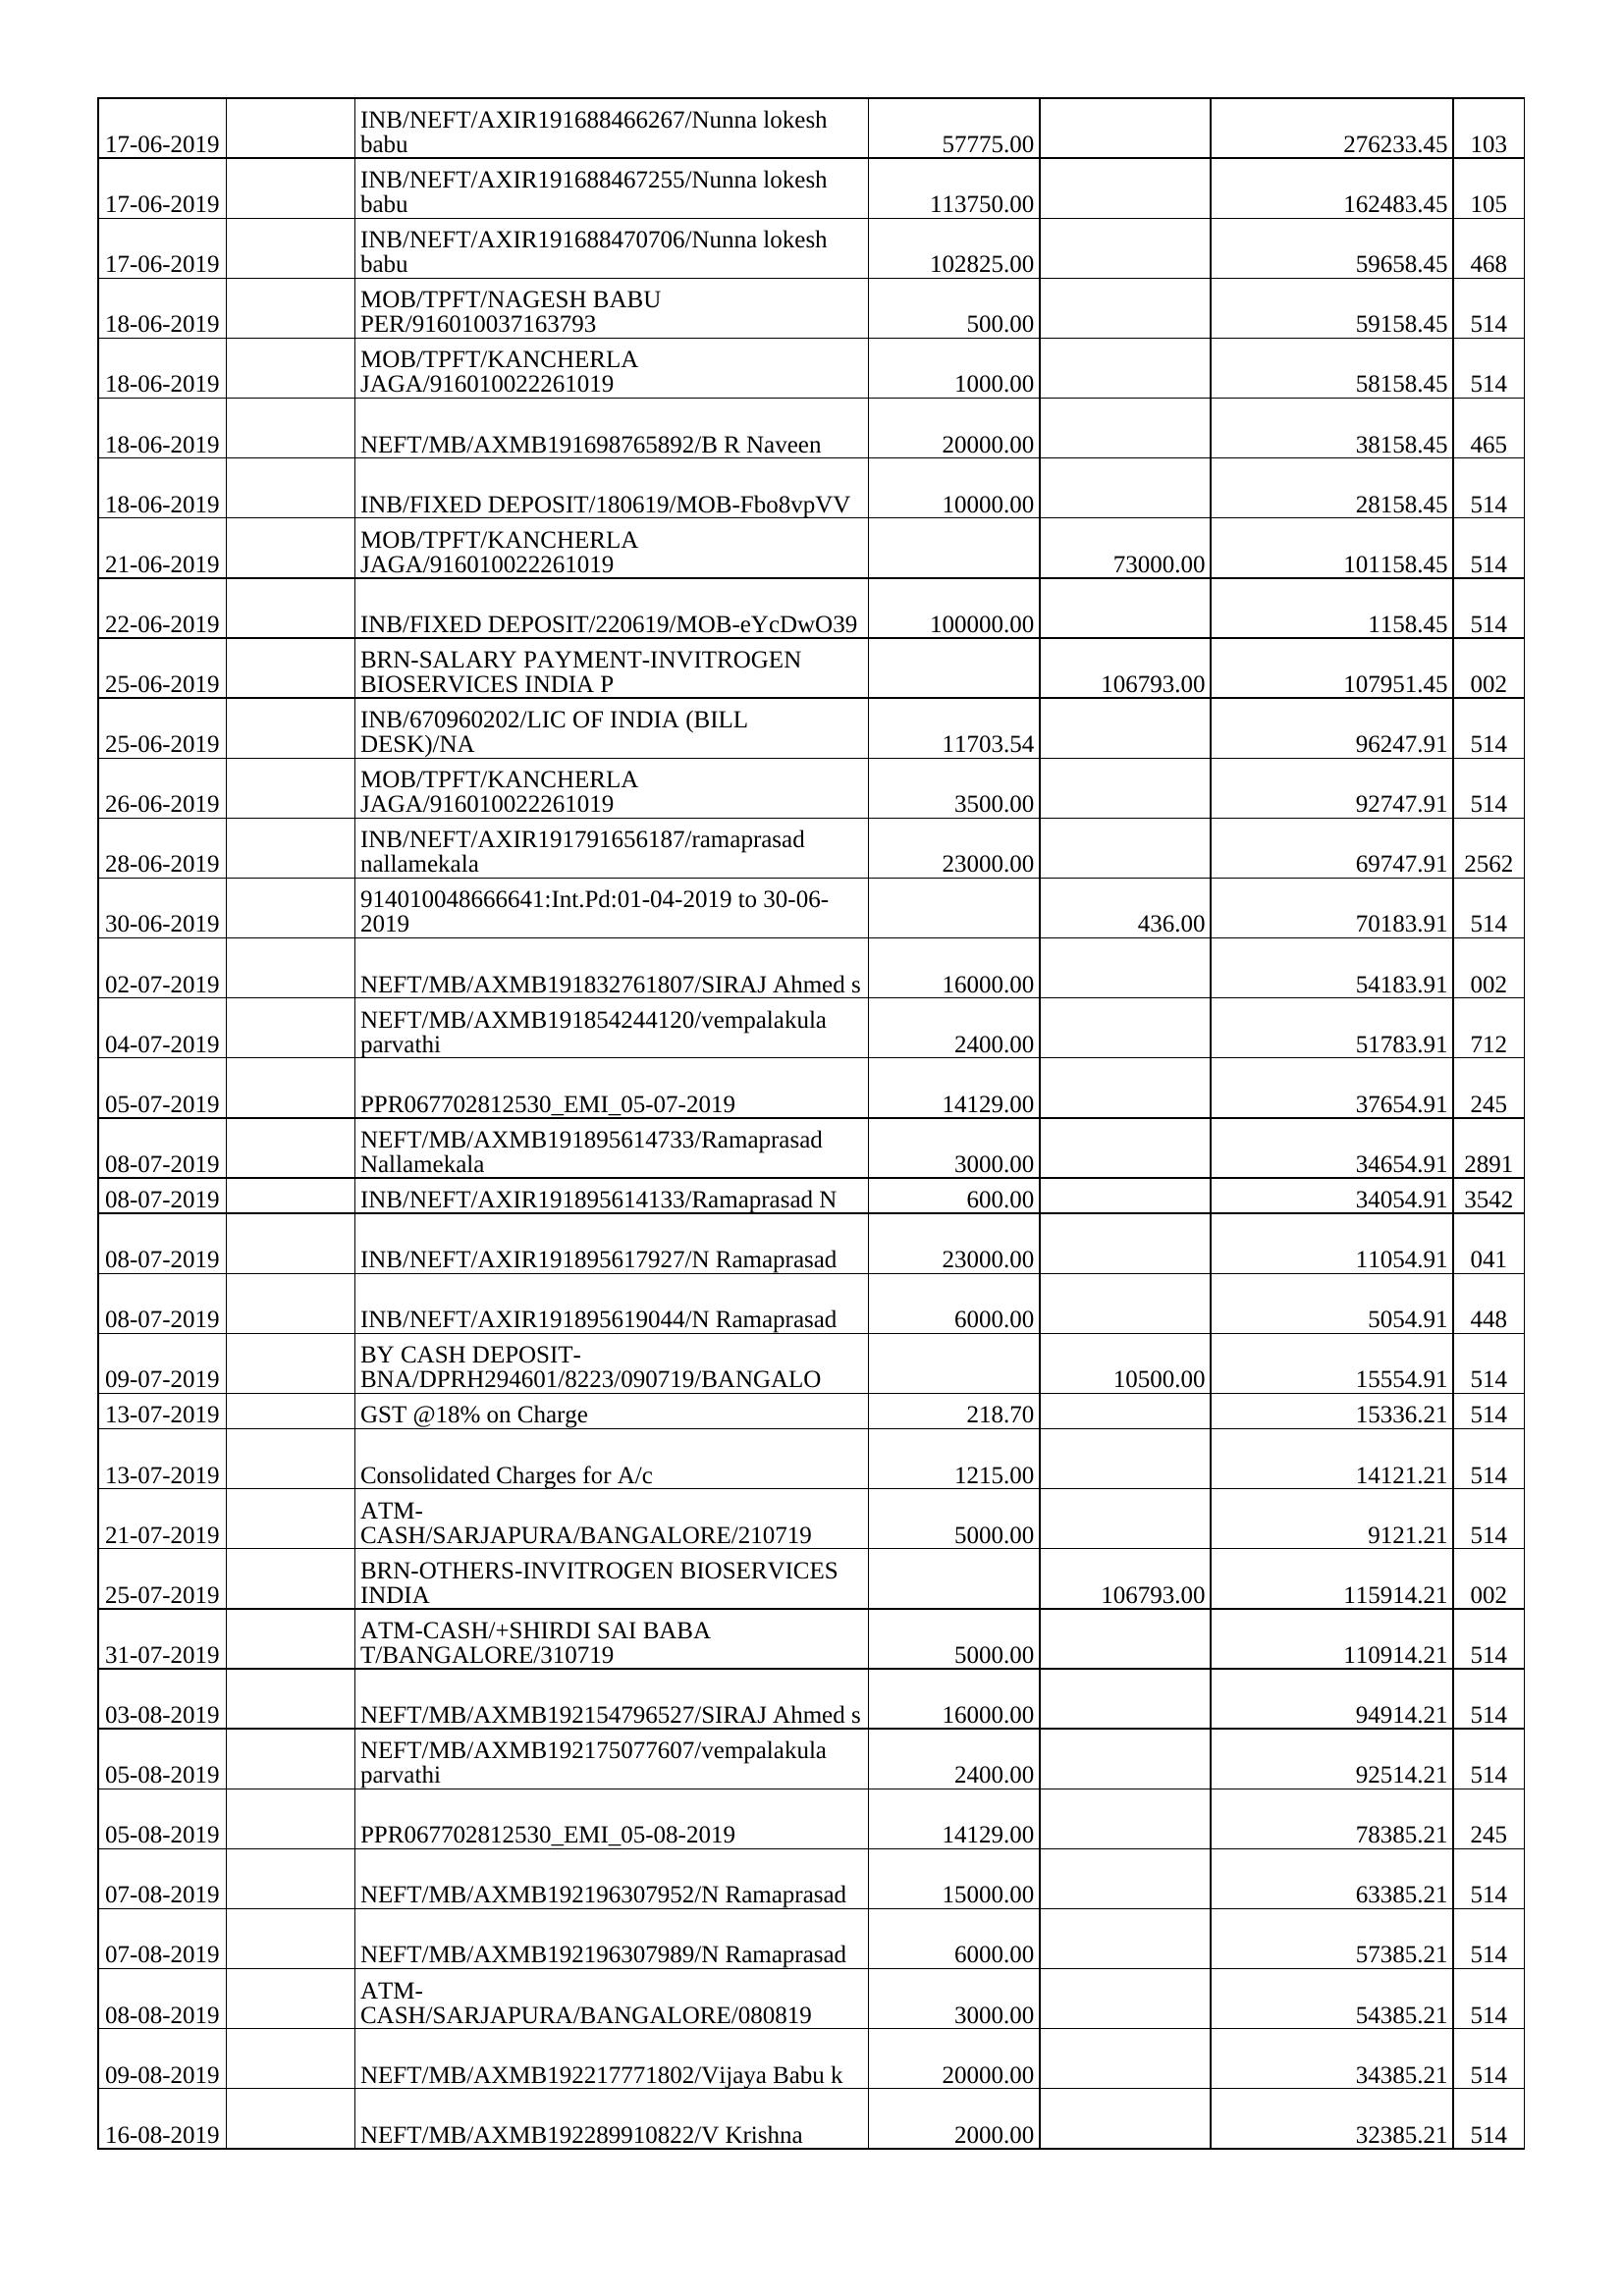 17-06-2019 INB/NEFT/AXIR191688466267/Nunna lokesh
babu 57775.00 276233.45 103
17-06-2019 INB/NEFT/AXIR191688467255/Nunna lokesh
babu 113750.00 162483.45 105
17-06-2019 INB/NEFT/AXIR191688470706/Nunna lokesh
babu 102825.00 59658.45 468
18-06-2019 MOB/TPFT/NAGESH BABU
PER/916010037163793 500.00 59158.45 514
18-06-2019 MOB/TPFT/KANCHERLA
JAGA/916010022261019 1000.00 58158.45 514
18-06-2019 NEFT/MB/AXMB191698765892/B R Naveen 20000.00 38158.45 465
18-06-2019 INB/FIXED DEPOSIT/180619/MOB-Fbo8vpVV 10000.00 28158.45 514
21-06-2019 MOB/TPFT/KANCHERLA
JAGA/916010022261019 73000.00 101158.45 514
22-06-2019 INB/FIXED DEPOSIT/220619/MOB-eYcDwO39 100000.00 1158.45 514
25-06-2019 BRN-SALARY PAYMENT-INVITROGEN
BIOSERVICES INDIA P 106793.00 107951.45 002
25-06-2019 INB/670960202/LIC OF INDIA (BILL
DESK)/NA 11703.54 96247.91 514
26-06-2019 MOB/TPFT/KANCHERLA
JAGA/916010022261019 3500.00 92747.91 514
28-06-2019 INB/NEFT/AXIR191791656187/ramaprasad
nallamekala 23000.00 69747.91 2562
30-06-2019 914010048666641:Int.Pd:01-04-2019 to 30-06-
2019 436.00 70183.91 514
02-07-2019 NEFT/MB/AXMB191832761807/SIRAJ Ahmed s 16000.00 54183.91 002
04-07-2019 NEFT/MB/AXMB191854244120/vempalakula
parvathi 2400.00 51783.91 712
05-07-2019 PPR067702812530_EMI_05-07-2019 14129.00 37654.91 245
08-07-2019 NEFT/MB/AXMB191895614733/Ramaprasad
Nallamekala 3000.00 34654.91 2891
08-07-2019 INB/NEFT/AXIR191895614133/Ramaprasad N 600.00 34054.91 3542
08-07-2019 INB/NEFT/AXIR191895617927/N Ramaprasad 23000.00 11054.91 041
08-07-2019 INB/NEFT/AXIR191895619044/N Ramaprasad 6000.00 5054.91 448
09-07-2019 BY CASH DEPOSIT-
BNA/DPRH294601/8223/090719/BANGALO 10500.00 15554.91 514
13-07-2019 GST @18% on Charge 218.70 15336.21 514
13-07-2019 Consolidated Charges for A/c 1215.00 14121.21 514
21-07-2019 ATM-
CASH/SARJAPURA/BANGALORE/210719 5000.00 9121.21 514
25-07-2019 BRN-OTHERS-INVITROGEN BIOSERVICES
INDIA 106793.00 115914.21 002
31-07-2019 ATM-CASH/+SHIRDI SAI BABA
T/BANGALORE/310719 5000.00 110914.21 514
03-08-2019 NEFT/MB/AXMB192154796527/SIRAJ Ahmed s 16000.00 94914.21 514
05-08-2019 NEFT/MB/AXMB192175077607/vempalakula
parvathi 2400.00 92514.21 514
05-08-2019 PPR067702812530_EMI_05-08-2019 14129.00 78385.21 245
07-08-2019 NEFT/MB/AXMB192196307952/N Ramaprasad 15000.00 63385.21 514
07-08-2019 NEFT/MB/AXMB192196307989/N Ramaprasad 6000.00 57385.21 514
08-08-2019 ATM-
CASH/SARJAPURA/BANGALORE/080819 3000.00 54385.21 514
09-08-2019 NEFT/MB/AXMB192217771802/Vijaya Babu k 20000.00 34385.21 514
16-08-2019 NEFT/MB/AXMB192289910822/V Krishna 2000.00 32385.21 514